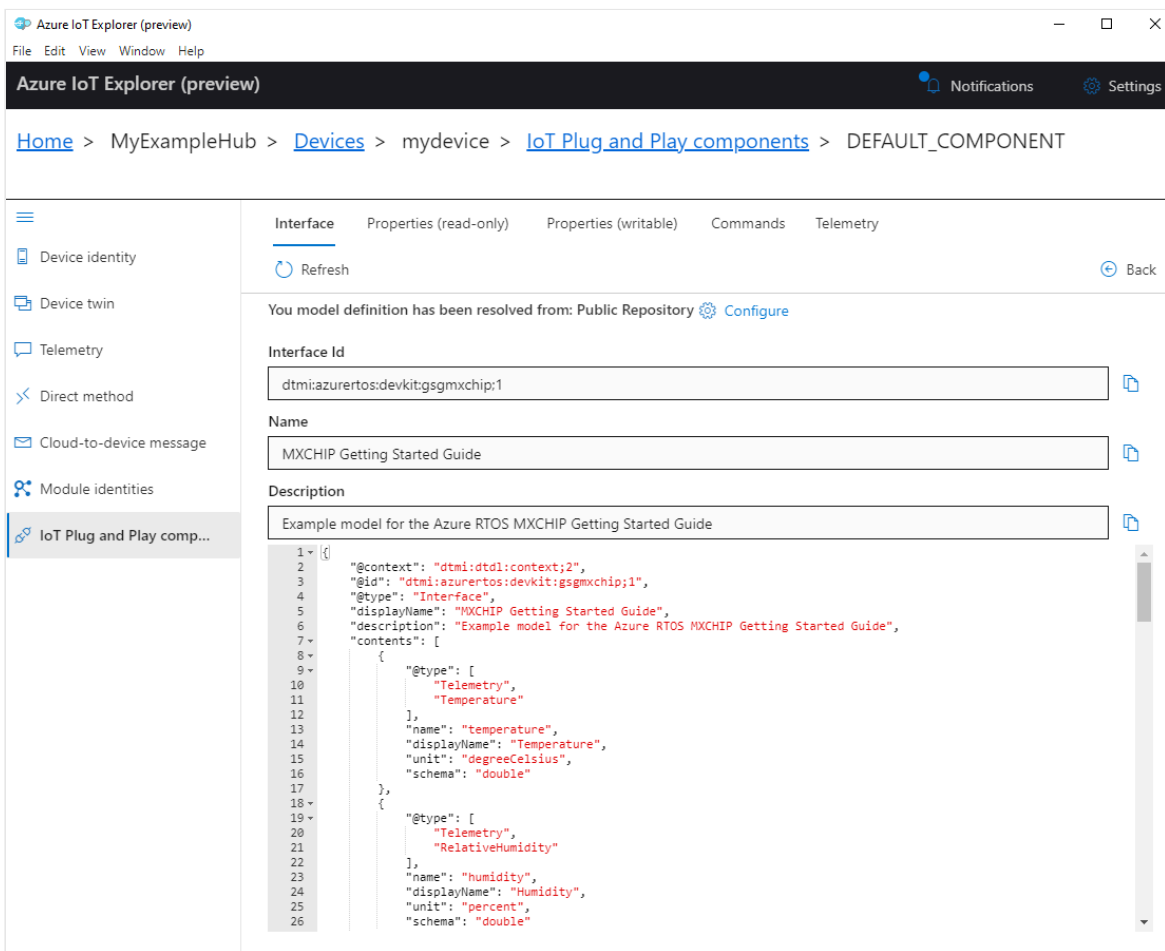 Azure IoT Explorer (preview)
File Edit View Window Help
Azure IoT Explorer (preview)
Notifications
Settings
Home > MyExampleHub > Devices > mydevice > IoT Plug and Play components > DEFAULT_COMPONENT
Device identity
Device twin
Telemetry
Direct method
Cloud-to-device message
Module identities
IoT Plug and Play comp...
Interface Properties (read-only) Properties (writable) Commands Telemetry
Refresh
Back
You model definition has been resolved from: Public Repository Configure
Interface Id
dtmi:azurertos:devkit:gsgmxchip;1
Name
MXCHIP Getting Started Guide
Description
Example model for the Azure RTOS MXCHIP Getting Started Guide
1 {
2 "@context": "dtmi:dtdl:context;2",
3 "@id": "dtmi:azurertos:devkit:gsgmxchip;1",
4 "@type": "Interface",
5 "displayName": "MXCHIP Getting Started Guide",
6 "description": "Example model for the Azure RTOS MXCHIP Getting Started Guide",
7 "contents": [
8 {
9 "@type": [
10 "Telemetry",
11 "Temperature"
12 ],
13 "name": "temperature",
14 "displayName": "Temperature",
15 "unit": "degreeCelsius",
16 "schema": "double"
17 },
18 {
19 "@type": [
20 "Telemetry",
21 "RelativeHumidity"
22 ],
23 "name": "humidity",
24 "displayName": "Humidity",
25 "unit": "percent",
26 "schema": "double"